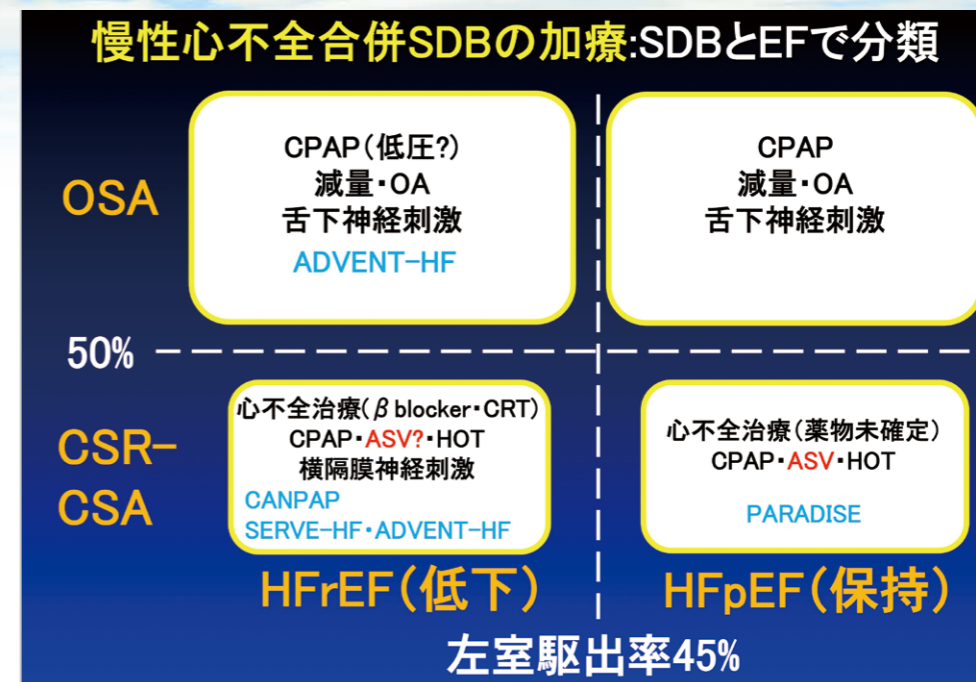 慢性心不全合併SDBの加療:SDBとEFで分類
OSA
CPAP(低圧?)
減量・OA
舌下神経刺激
ADVENT-HF
CPAP
減量・OA
舌下神経刺激
50%
CSR-
CSA
心不全治療(β blocker・CRT)
CPAP・ASV?・HOT
横隔膜神経刺激
CANPAP
SERVE-HF・ADVENT-HF
心不全治療(薬物未確定)
CPAP・ASV・HOT
PARADISE
HFrEF(低下)
HFpEF(保持)
左室駆出率45%